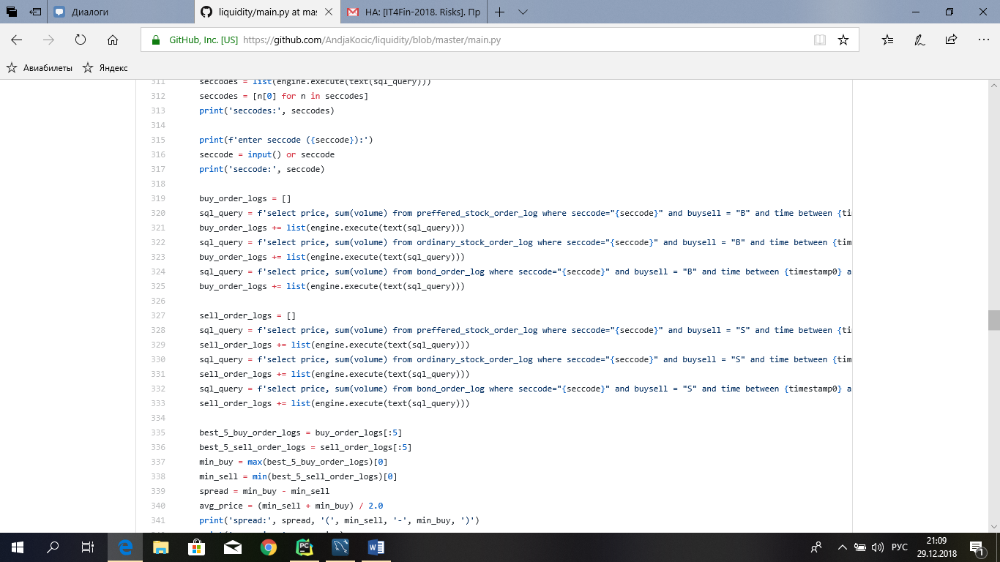 Диалоги
liquidity/main.py at mas
НА: [IT4Fin-2018. Risks]. Пр
GitHub, Inc. [US] https://github.com/AndjaKocic/liquidity/blob/master/main.py
Авиабилеты
Яндекс
311 seccodes = list(engine.execute(text(sql_query)))
312 seccodes = [n[0] for n in seccodes]
313 print('seccodes:', seccodes)
314
315 print(f'enter seccode ({seccode}):')
316 seccode = input() or seccode
317 print('seccode:', seccode)
318
319 buy_order_logs = []
320 sql_query = f'select price, sum(volume) from preffered_stock_order_log where seccode="{seccode}" and buysell = "B" and time between {ti
321 buy_order_logs += list(engine.execute(text(sql_query)))
322 sql_query = f'select price, sum(volume) from ordinary_stock_order_log where seccode="{seccode}" and buysell = "B" and time between {tim
323 buy_order_logs += list(engine.execute(text(sql_query)))
324 sql_query = f'select price, sum(volume) from bond_order_log where seccode="{seccode}" and buysell = "B" and time between {timestamp0} a
325 buy_order_logs += list(engine.execute(text(sql_query)))
326
327 sell_order_logs = []
328 sql_query = f'select price, sum(volume) from preffered_stock_order_log where seccode="{seccode}" and buysell = "S" and time between {ti
329 sell_order_logs += list(engine.execute(text(sql_query)))
330 sql_query = f'select price, sum(volume) from ordinary_stock_order_log where seccode="{seccode}" and buysell = "S" and time between {tim
331 sell_order_logs += list(engine.execute(text(sql_query)))
332 sql_query = f'select price, sum(volume) from bond_order_log where seccode="{seccode}" and buysell = "S" and time between {timestamp0} a
333 sell_order_logs += list(engine.execute(text(sql_query)))
334
335 best_5_buy_order_logs = buy_order_logs[:5]
336 best_5_sell_order_logs = sell_order_logs[:5]
337 min_buy = max(best_5_buy_order_logs)[0]
338 min_sell = min(best_5_sell_order_logs)[0]
339 spread = min_buy - min_sell
340 avg_price = (min_sell + min_buy) / 2.0
341 print('spread:', spread, '(', min_sell, '-', min_buy, ')')
РУС
21:09
29.12.2018
1